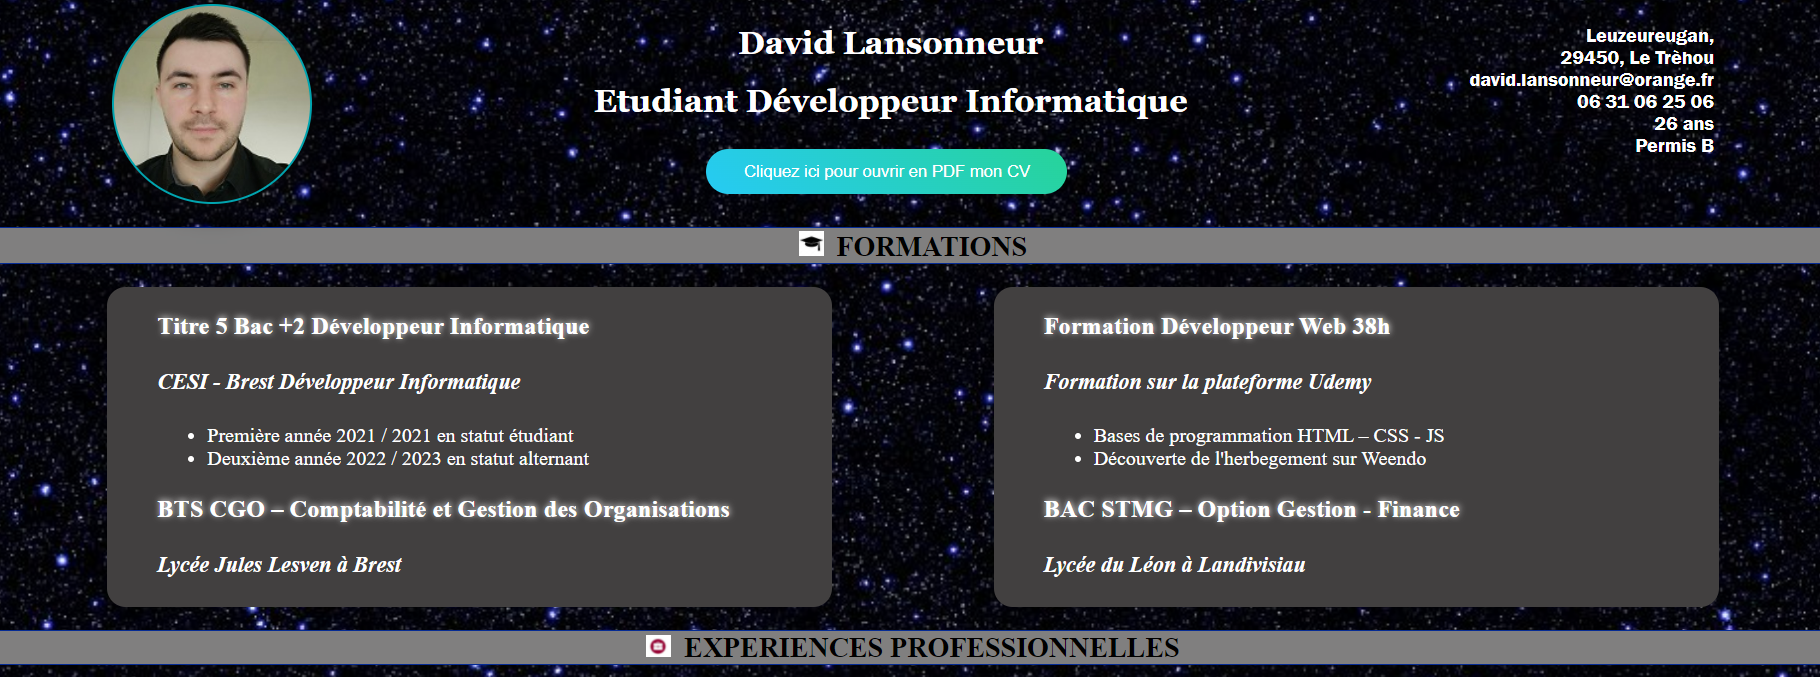 David Lansonneur
Etudiant Développeur Informatique
Cliquez ici pour ouvrir en PDF mon CV
Leuzeureugan,
29450, Le Trèhou
david.lansonneur@orange.fr
06 31 06 25 06
26 ans
Permis B
FORMATIONS
Titre 5 Bac +2 Développeur Informatique
CESI - Brest Développeur Informatique
Première année 2021 / 2021 en statut étudiant
Deuxième année 2022 / 2023 en statut alternant
BTS CGO – Comptabilité et Gestion des Organisations
Lycée Jules Lesven à Brest
Formation Développeur Web 38h
Formation sur la plateforme Udemy
Bases de programmation HTML – CSS - JS
Découverte de l'herbegement sur Weendo
BAC STMG – Option Gestion - Finance
Lycée du Léon à Landivisiau
EXPERIENCES PROFESSIONNELLES